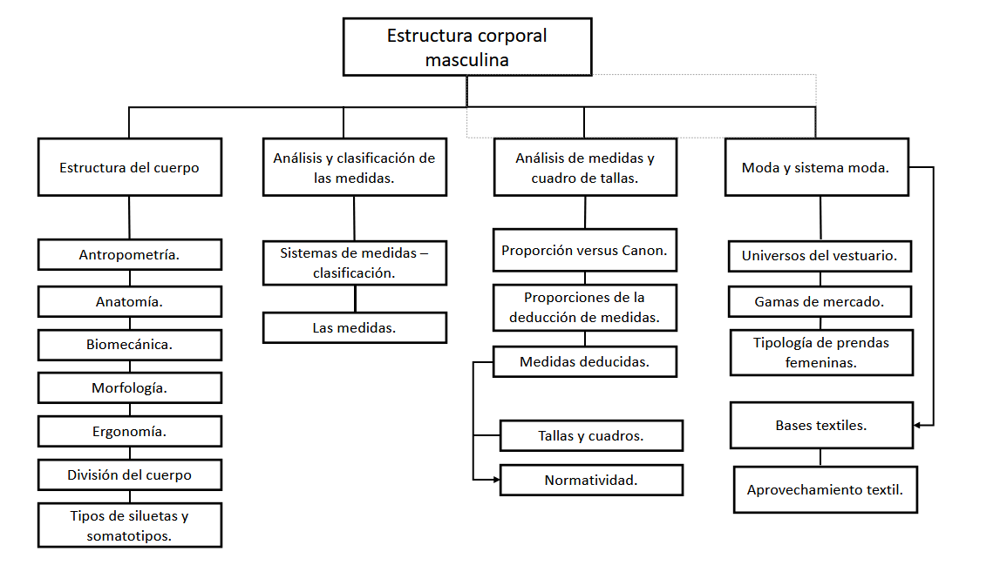 Estructura corporal
masculina
Estructura del cuerpo
Antropometría.
Anatomía.
Biomecánica.
Morfología.
Ergonomía.
División del cuerpo
Tipos de siluetas y
somatotipos.
Análisis y clasificación de
las medidas.
Sistemas de medidas –
clasificación.
Las medidas.
Análisis de medidas y
cuadro de tallas.
Proporción versus Canon.
Proporciones de la
deducción de medidas.
Medidas deducidas.
Tallas y cuadros.
Normatividad.
Moda y sistema moda.
Universos del vestuario.
Gamas de mercado.
Tipología de prendas
femeninas.
Bases textiles.
Aprovechamiento textil.